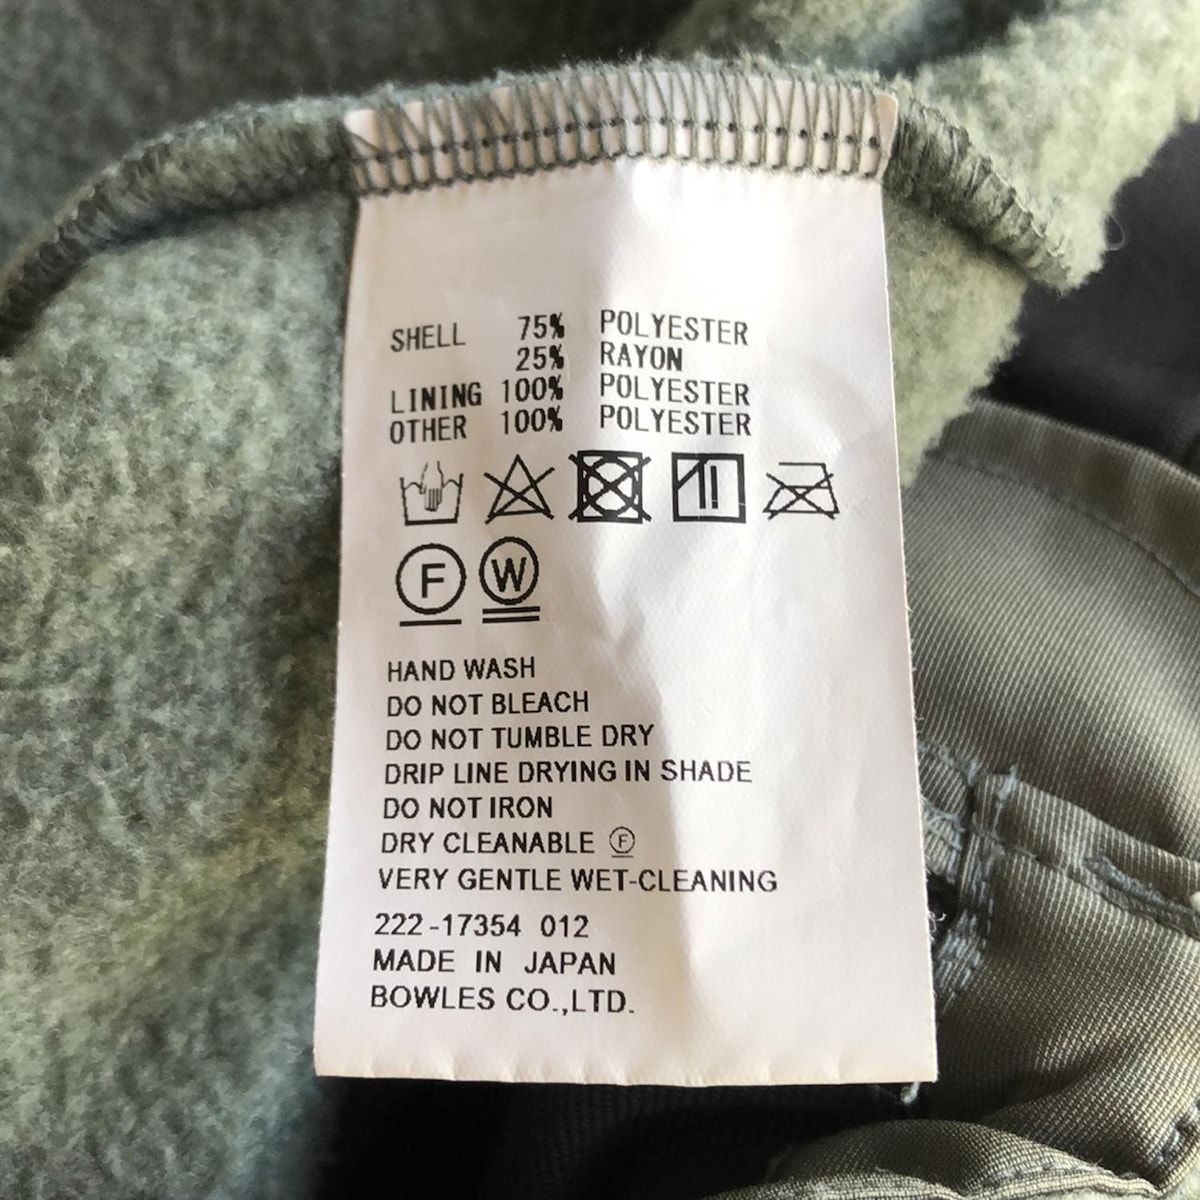 SHELL 75% POLYESTER
25% RAYON
LINING 100% POLYESTER
OTHER 100% POLYESTER
F W
HAND WASH
DO NOT BLEACH
DO NOT TUMBLE DRY
DRIP LINE DRYING IN SHADE
DO NOT IRON
DRY CLEANABLE Ⓕ
VERY GENTLE WET-CLEANING
222-17354 012
MADE IN JAPAN
BOWLES CO.,LTD.